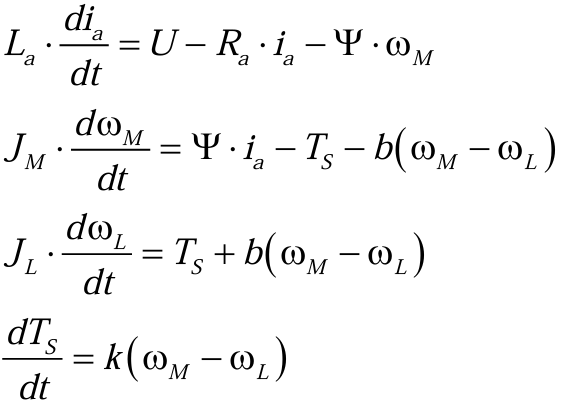 L_a · di_a/dt = U − R_a · i_a − Ψ · ω_M
J_M · dω_M/dt = Ψ · i_a − T_S − b(ω_M − ω_L)
J_L · dω_L/dt = T_S + b(ω_M − ω_L)
dT_S/dt = k(ω_M − ω_L)